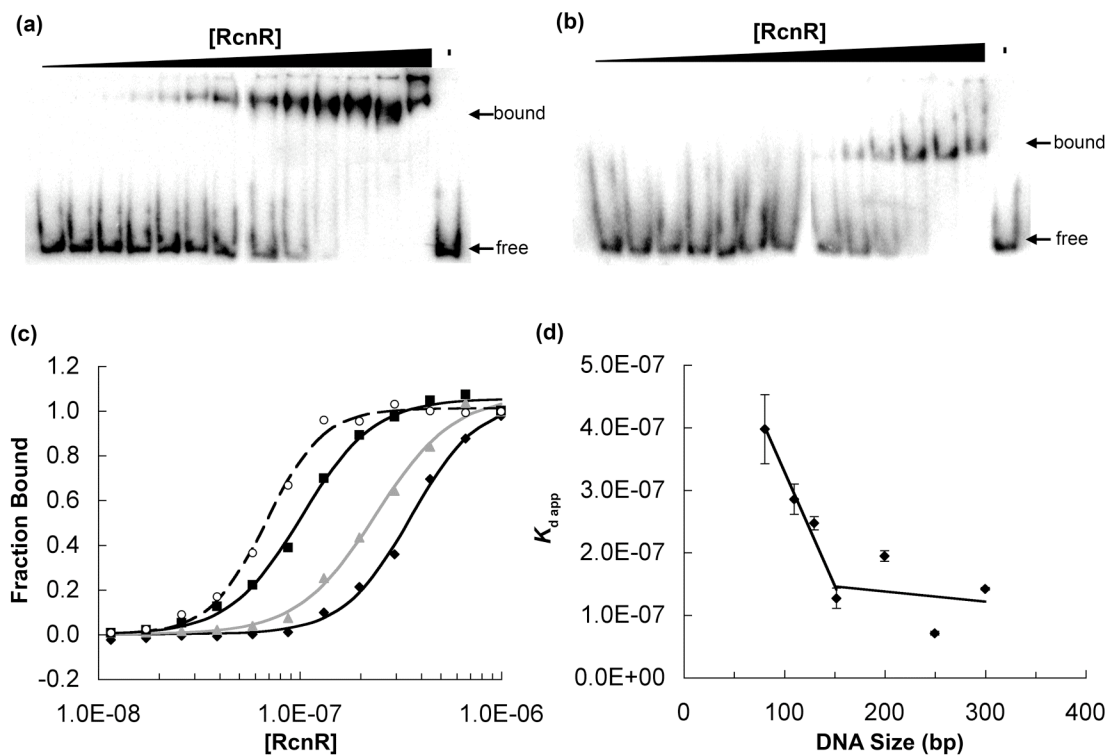 (a)
[RcnR]
-
bound
free
(b)
[RcnR]
-
bound
free
(c)
1.2
1.0
0.8
0.6
0.4
0.2
0.0
-0.2
Fraction Bound
1.0E-08
1.0E-07
1.0E-06
[RcnR]
(d)
5.0E-07
4.0E-07
3.0E-07
2.0E-07
1.0E-07
0.0E+00
Kd app
0
100
200
300
400
DNA Size (bp)